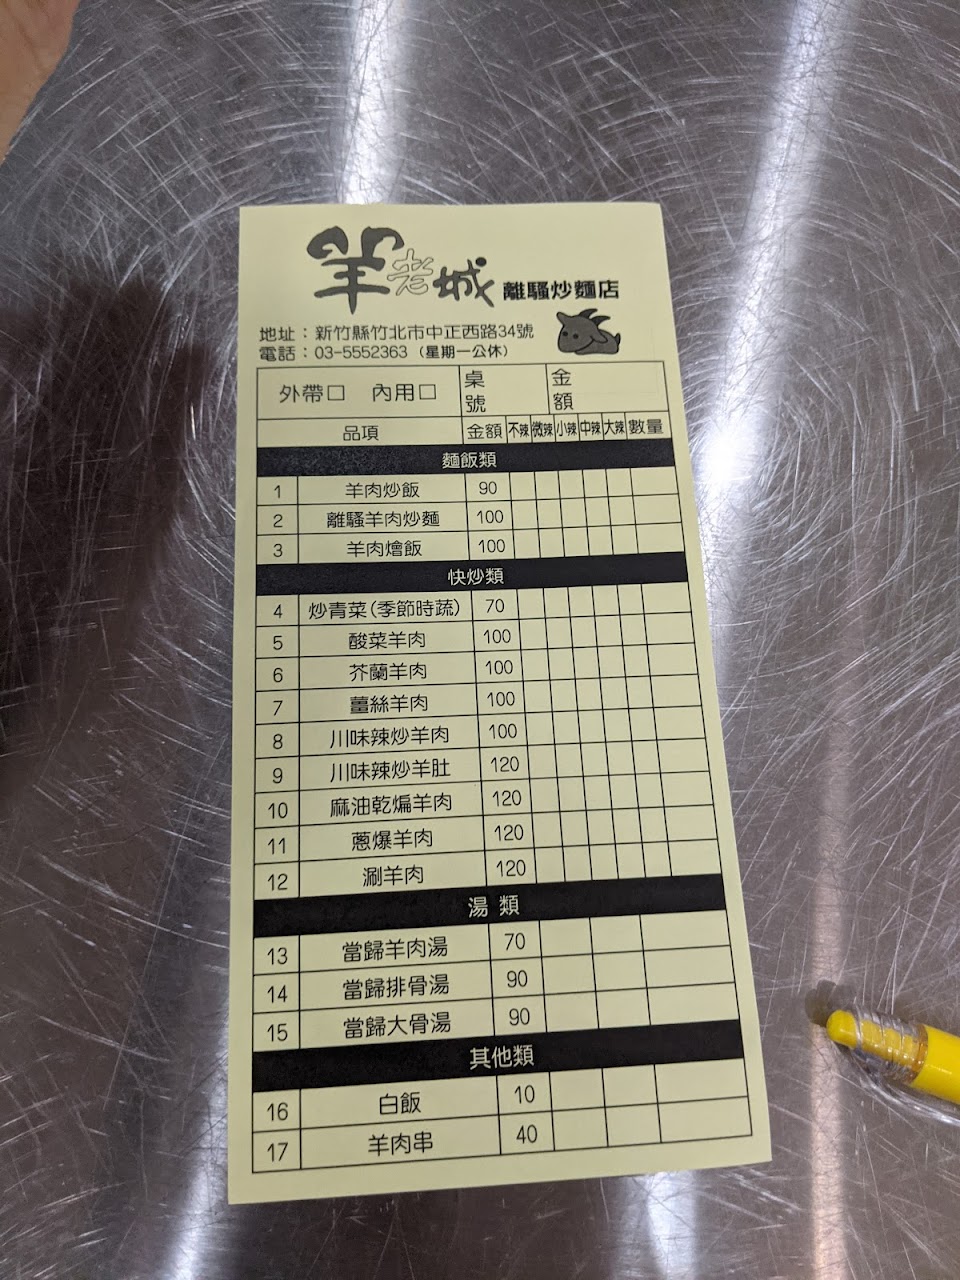 羊老城 離騷炒麵店
地址：新竹縣竹北市中正西路34號
電話：03-5552363（星期一公休）
外帶□ 內用□ 桌號 金額
品項 金額 不辣 微辣 小辣 中辣 大辣 數量
麵飯類
1 羊肉炒飯 90
2 離騷羊肉炒麵 100
3 羊肉燴飯 100
快炒類
4 炒青菜(季節時蔬) 70
5 酸菜羊肉 100
6 芥蘭羊肉 100
7 薑絲羊肉 100
8 川味辣炒羊肉 100
9 川味辣炒羊肚 120
10 麻油乾煸羊肉 120
11 蔥爆羊肉 120
12 涮羊肉 120
湯 類
13 當歸羊肉湯 70
14 當歸排骨湯 90
15 當歸大骨湯 90
其他類
16 白飯 10
17 羊肉串 40